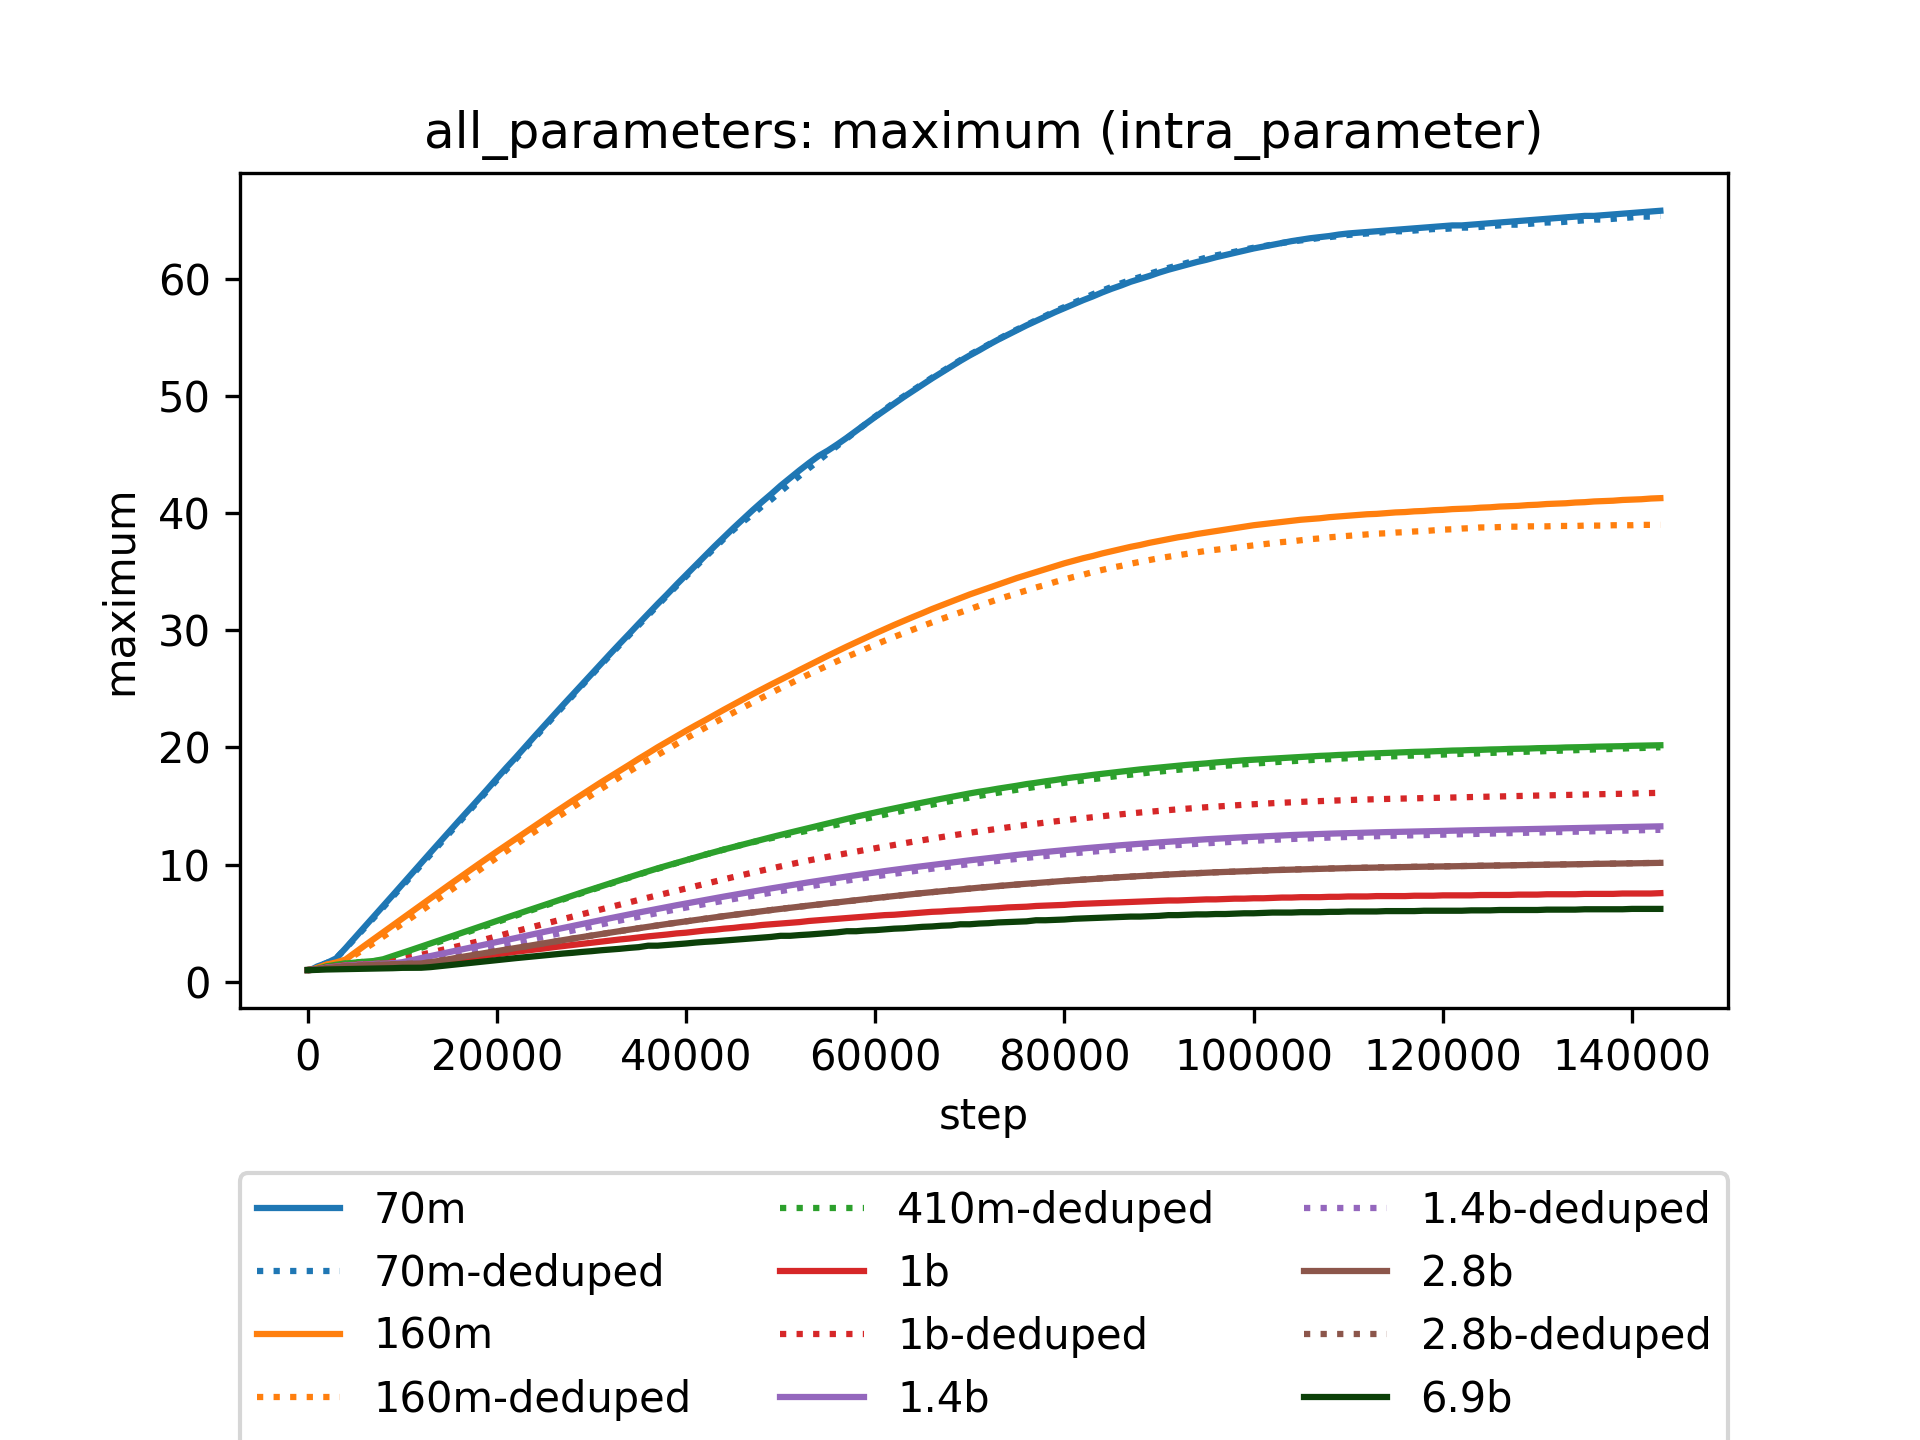 all_parameters: maximum (intra_parameter)
60
50
40
30
20
10
0
maximum
0 20000 40000 60000 80000 100000 120000 140000
step
70m
70m-deduped
160m
160m-deduped
410m-deduped
1b
1b-deduped
1.4b
1.4b-deduped
2.8b
2.8b-deduped
6.9b